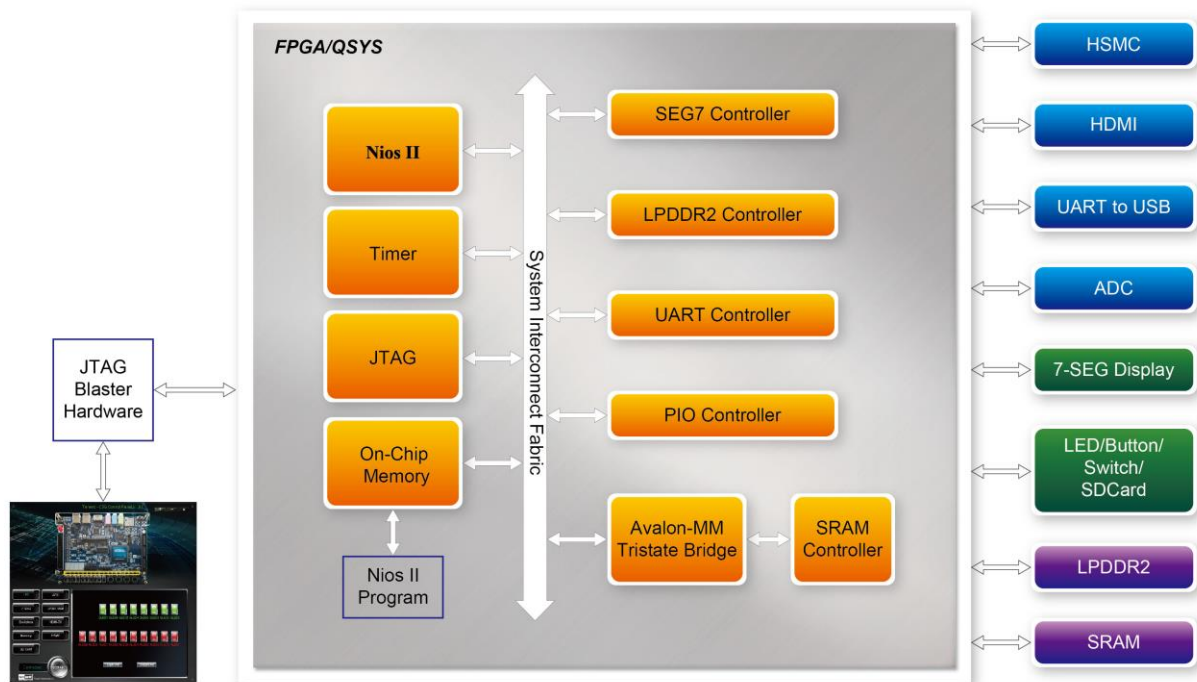 FPGA/QSYS
Nios II
Timer
JTAG
On-Chip
Memory
Nios II
Program
System Interconnect Fabric
SEG7 Controller
LPDDR2 Controller
UART Controller
PIO Controller
Avalon-MM
Tristate Bridge
SRAM
Controller
JTAG
Blaster
Hardware
HSMC
HDMI
UART to USB
ADC
7-SEG Display
LED/Button/
Switch/
SDCard
LPDDR2
SRAM